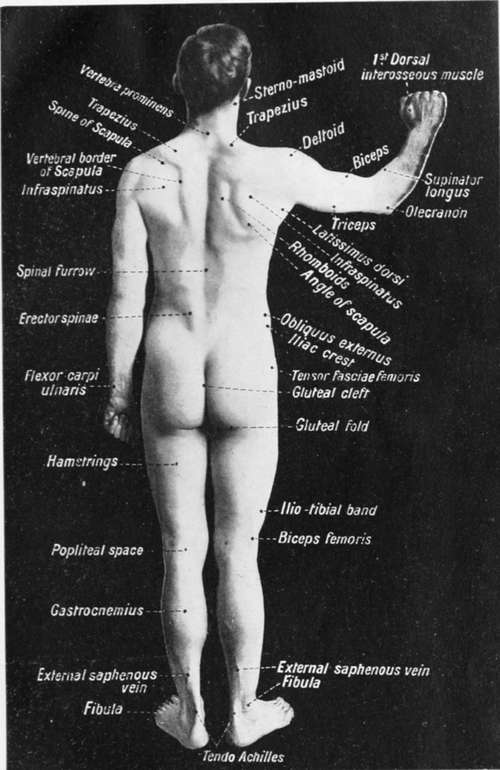 1st Dorsal
interosseous muscle
Sterno-mastoid
Trapezius
Deltoid
Biceps
Supinator
longus
Olecranon
Triceps
Latissimus dorsi
Infraspinatus
Rhomboids
Angle of scapula
Obliquus externus
Iliac crest
Tensor fasciae femoris
Gluteal cleft
Gluteal fold
Ilio-tibial band
Biceps femoris
External saphenous vein
Fibula
Vertebra prominens
Trapezius
Spine of Scapula
Vertebral border
of Scapula
Infraspinatus
Spinal furrow
Erector spinae
Flexor carpi
ulnaris
Hamstrings
Popliteal space
Gastrocnemius
External saphenous
vein
Fibula
Tendo Achilles